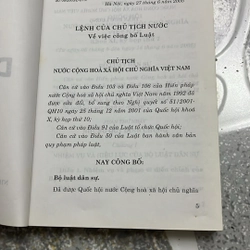 Hà Nội, ngày 27 tháng 6 năm 2005
LỆNH CỦA CHỦ TỊCH NƯỚC
Về việc công bố Luật
CHỦ TỊCH
NƯỚC CỘNG HOÀ XÃ HỘI CHỦ NGHĨA VIỆT NAM
Căn cứ vào Điều 103 và Điều 106 của Hiến pháp
nước Cộng hoà xã hội chủ nghĩa Việt Nam năm 1992 đã
được sửa đổi, bổ sung theo Nghị quyết số 51/2001-
QH10 ngày 25 tháng 12 năm 2001 của Quốc hội khoá
X, kỳ họp thứ 10;
Căn cứ vào Điều 91 của Luật tổ chức Quốc hội;
Căn cứ vào Điều 50 của Luật ban hành văn bản
quy phạm pháp luật,
NAY CÔNG BỐ:
Bộ luật dân sự.
Đã được Quốc hội nước Cộng hoà xã hội chủ nghĩa
5